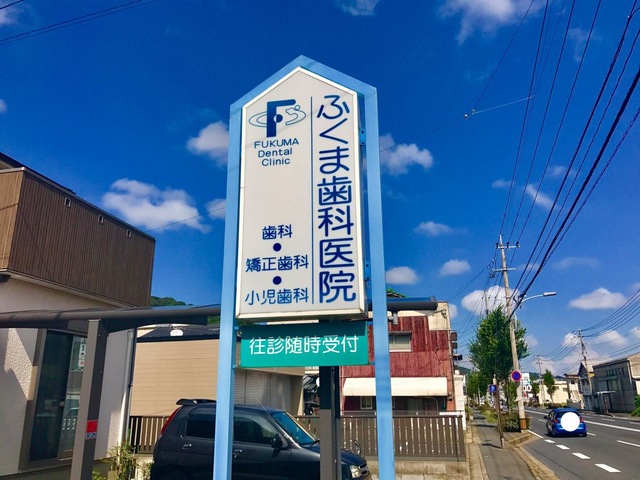 ふくま歯科医院
F
FUKUMA
Dental
Clinic
歯科
矯正歯科
小児歯科
往診随時受付